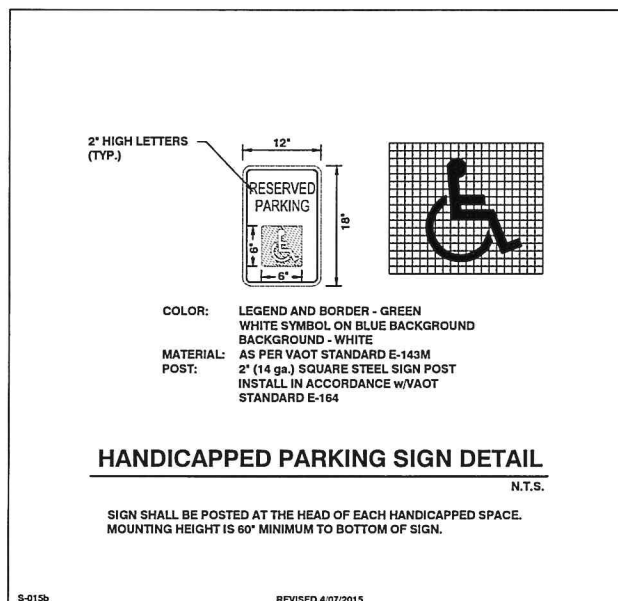 2" HIGH LETTERS
(TYP.)
12"
RESERVED
PARKING
18"
6"
6"
COLOR: LEGEND AND BORDER - GREEN
WHITE SYMBOL ON BLUE BACKGROUND
BACKGROUND - WHITE
MATERIAL: AS PER VAOT STANDARD E-143M
POST: 2" (14 ga.) SQUARE STEEL SIGN POST
INSTALL IN ACCORDANCE w/VAOT
STANDARD E-164
HANDICAPPED PARKING SIGN DETAIL
N.T.S.
SIGN SHALL BE POSTED AT THE HEAD OF EACH HANDICAPPED SPACE.
MOUNTING HEIGHT IS 60" MINIMUM TO BOTTOM OF SIGN.
S-015b
REVISED 4/07/2015